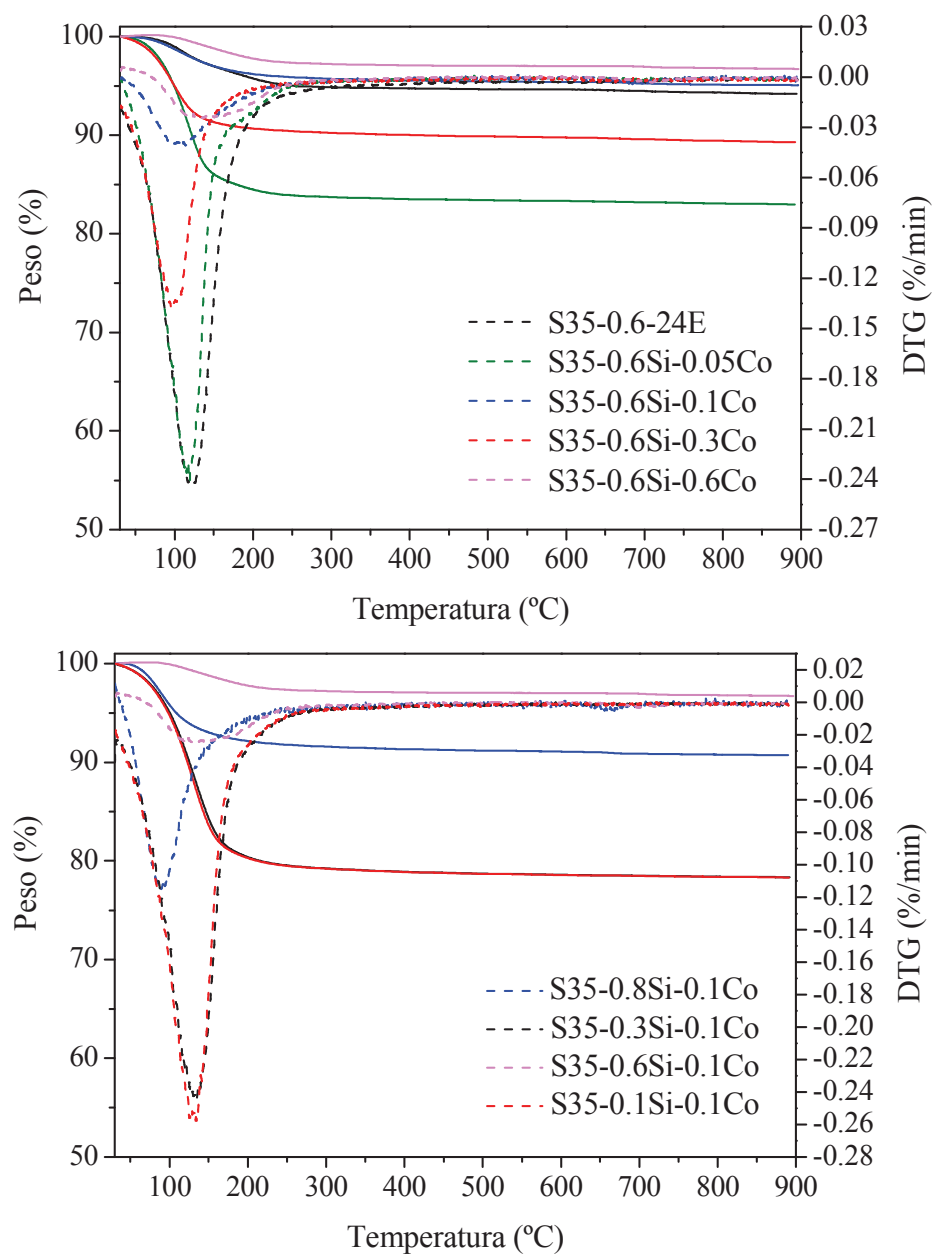 100
90
80
70
60
50
Peso (%)
0.03
0.00
-0.03
-0.06
-0.09
-0.12
-0.15
-0.18
-0.21
-0.24
-0.27
DTG (%/min)
S35-0.6-24E
S35-0.6Si-0.05Co
S35-0.6Si-0.1Co
S35-0.6Si-0.3Co
S35-0.6Si-0.6Co
100 200 300 400 500 600 700 800 900
Temperatura (ºC)
100
90
80
70
60
50
Peso (%)
0.02
0.00
-0.02
-0.04
-0.06
-0.08
-0.10
-0.12
-0.14
-0.16
-0.18
-0.20
-0.22
-0.24
-0.26
-0.28
DTG (%/min)
S35-0.8Si-0.1Co
S35-0.3Si-0.1Co
S35-0.6Si-0.1Co
S35-0.1Si-0.1Co
100 200 300 400 500 600 700 800 900
Temperatura (ºC)